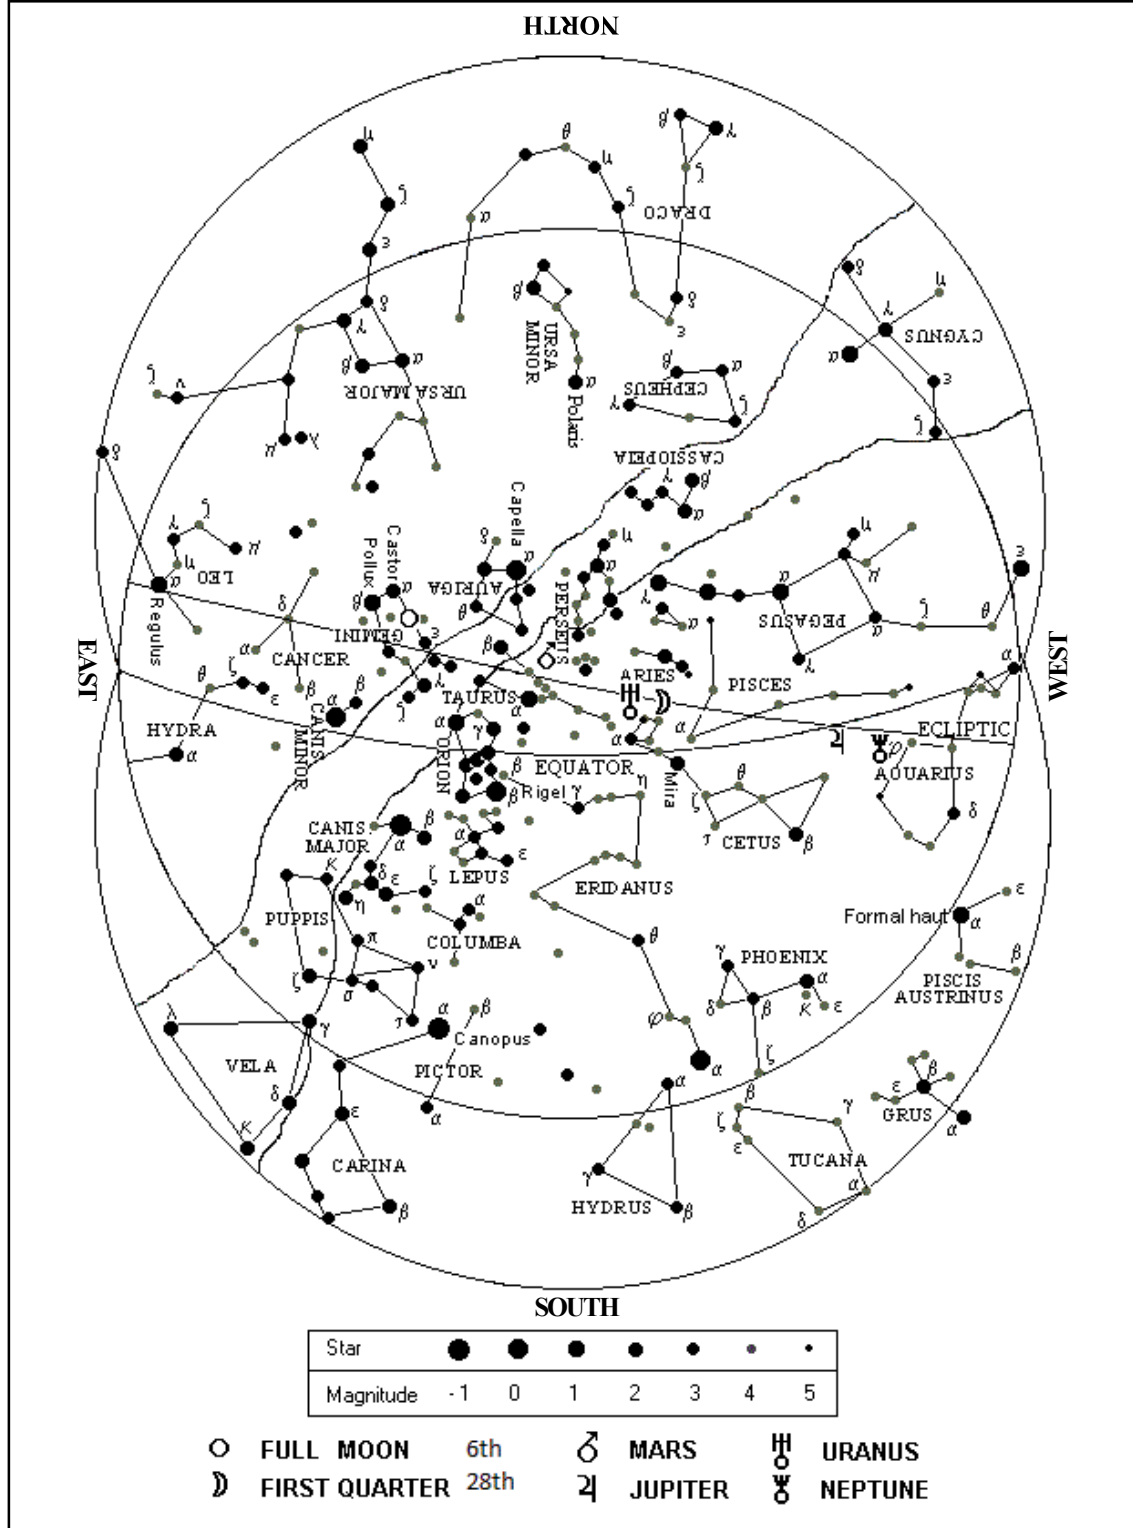 NORTH
μ
ζ
ε
δ
γ
β
α
URSA MAJOR
ν
ξ
μ
λ
θ
η
ζ
α
β
γ
ξ
DRACO
δ
ε
β
URSA
MINOR
α
Polaris
β
α
CEPHEUS
γ
ζ
δ
γ
η
CYGNUS
α
ε
ζ
CASSIOPEIA
γ
β
α
δ
ζ
γ
μ
η
α
LEO
Regulus
Castor
Pollux
α
β
GEMINI
ε
γ
ζ
Capella
δ
α
AURIGA
θ
β
PERSEUS
η
α
γ
α
η
μ
PEGASUS
α
γ
ζ
θ
ε
EAST
WEST
δ
CANCER
α
β
θ
ζ
ε
HYDRA
α
β
α
CANIS
MINOR
TAURUS
α
ARIES
α
PISCES
α
α
ECLIPTIC
φ
AQUARIUS
δ
α
γ
ORION
β
β
Rigel
EQUATOR
γ
η
Mira
ζ
θ
τ
CETUS
β
CANIS
MAJOR
α
β
δ
ε
ζ
η
α
ε
LEPUS
ERIDANUS
κ
PUPPIS
π
ζ
σ
ν
τ
α
COLUMBA
θ
φ
α
γ
PHOENIX
α
δ
β
κ
ε
ζ
Formal haut
ε
α
β
PISCIS
AUSTRINUS
λ
γ
VELA
δ
κ
α
Canopus
β
PICTOR
α
ε
CARINA
β
α
γ
HYDRUS
β
β
γ
ζ
ε
TUCANA
α
δ
β
ε
GRUS
α
SOUTH
Star
Magnitude -1 0 1 2 3 4 5
FULL MOON 6th MARS URANUS
FIRST QUARTER 28th JUPITER NEPTUNE